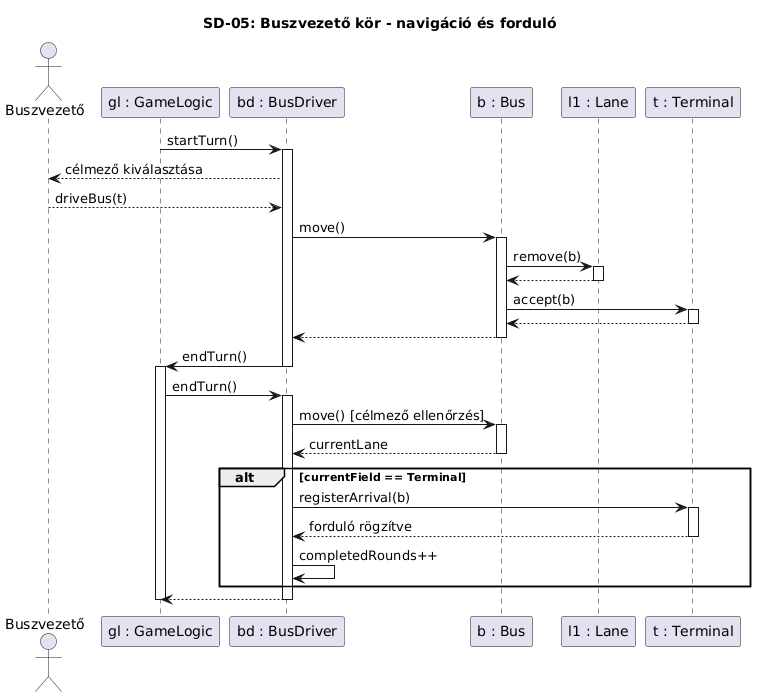 SD-05: Buszvezető kör - navigáció és forduló
Buszvezető
gl : GameLogic
bd : BusDriver
b : Bus
l1 : Lane
t : Terminal
startTurn()
célmező kiválasztása
driveBus(t)
move()
remove(b)
accept(b)
endTurn()
endTurn()
move() [célmező ellenőrzés]
currentLane
alt
[currentField == Terminal]
registerArrival(b)
forduló rögzítve
completedRounds++
Buszvezető
gl : GameLogic
bd : BusDriver
b : Bus
l1 : Lane
t : Terminal